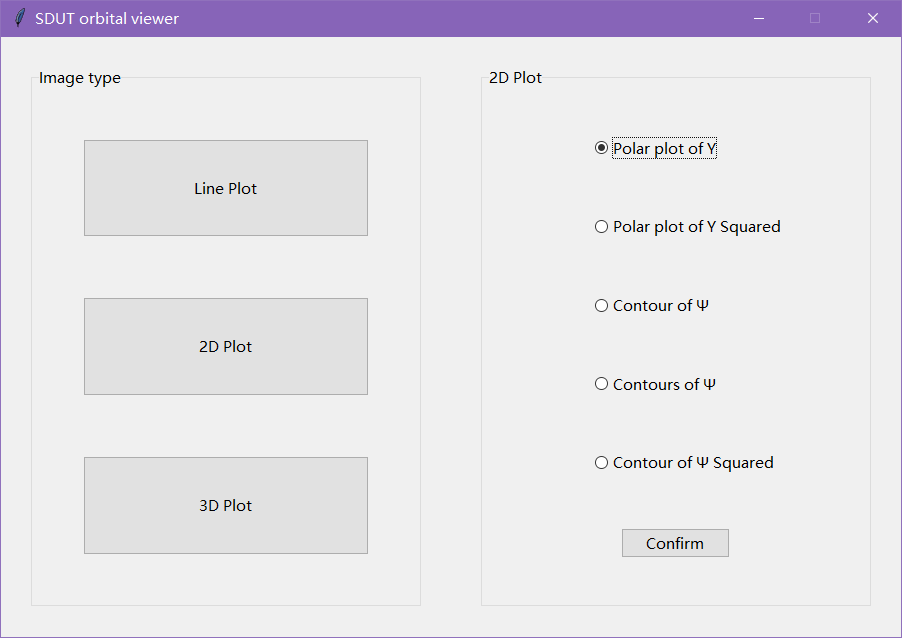 SDUT orbital viewer
Image type
Line Plot
2D Plot
3D Plot
2D Plot
Polar plot of Y
Polar plot of Y Squared
Contour of Ψ
Contours of Ψ
Contour of Ψ Squared
Confirm